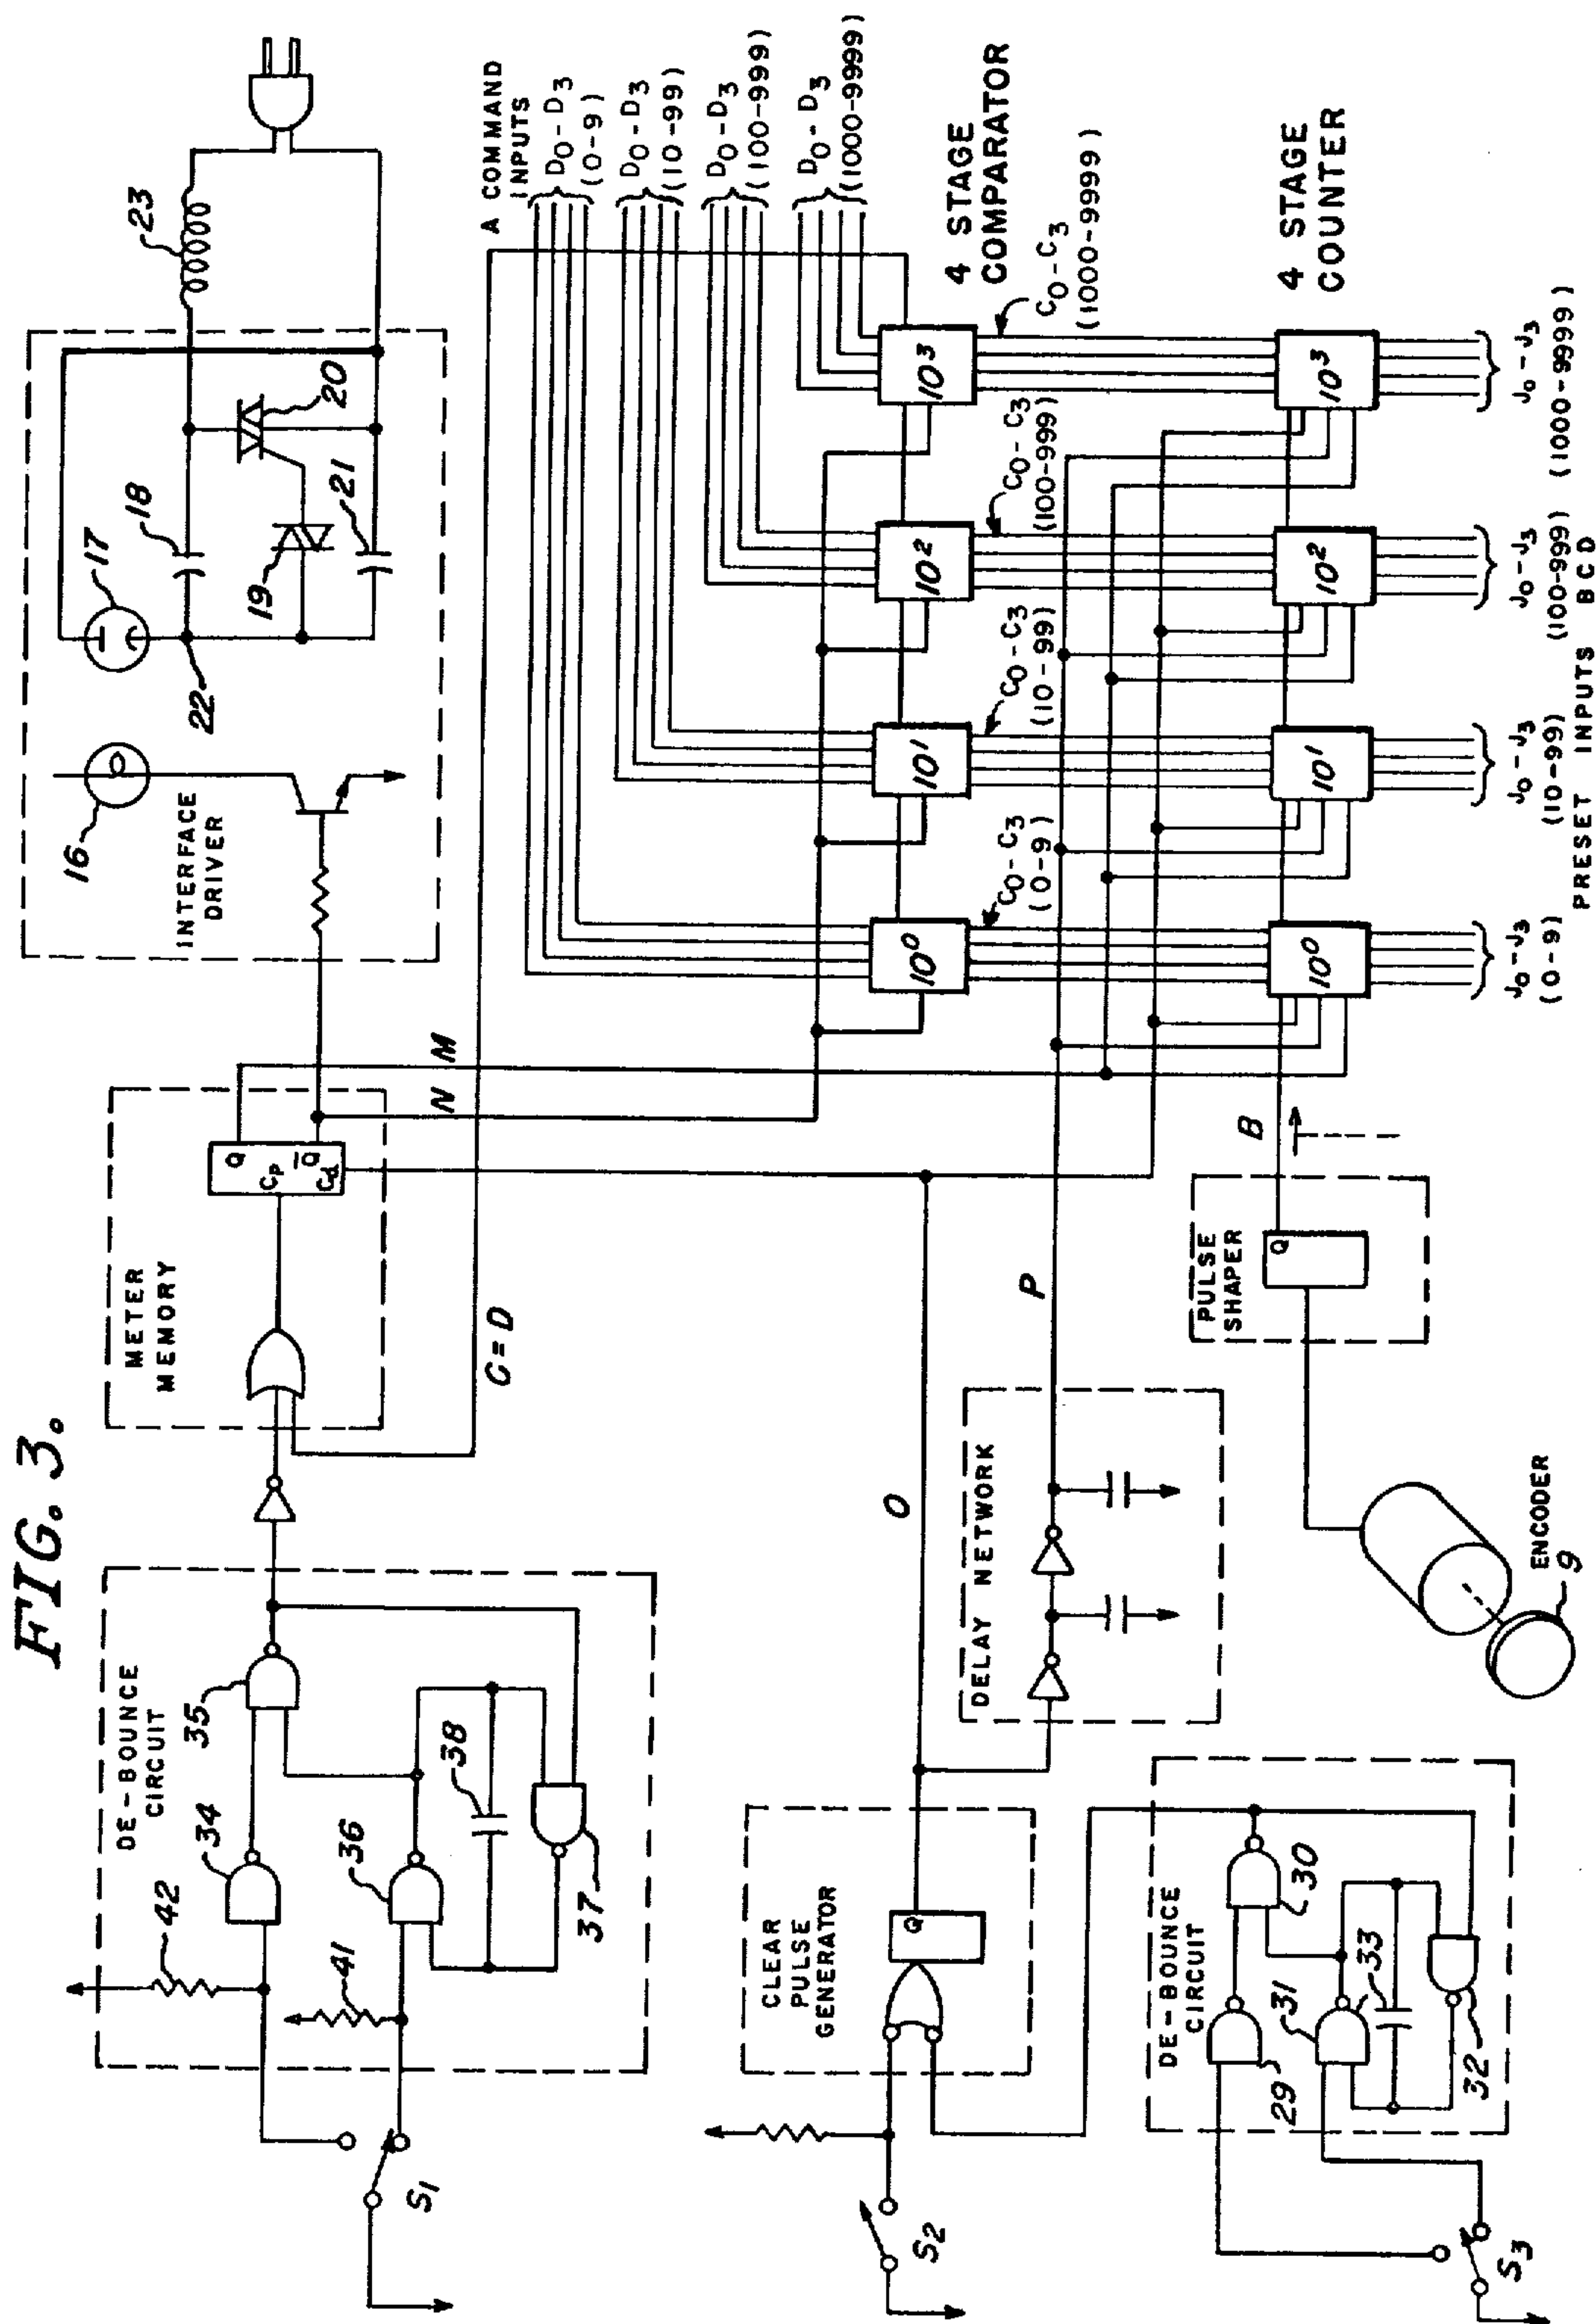 FIG. 3.
DE-BOUNCE
CIRCUIT
42
34
35
41
36
38
37
S1
METER
MEMORY
Q
Cp
Q̅
Cd
N
M
C=D
INTERFACE
DRIVER
16
17
18
19
20
21
22
23
A COMMAND
INPUTS
D0-D3
(0-9)
D0-D3
(10-99)
D0-D3
(100-999)
D0-D3
(1000-9999)
4 STAGE
COMPARATOR
10⁰
10¹
10²
10³
C0-C3
(0-9)
C0-C3
(10-99)
C0-C3
(100-999)
C0-C3
(1000-9999)
4 STAGE
COUNTER
10⁰
10¹
10²
10³
J0-J3
(0-9)
J0-J3
(10-99)
J0-J3
(100-999)
J0-J3
(1000-9999)
PRESET INPUTS BCD
CLEAR
PULSE
GENERATOR
Q
S2
O
DELAY NETWORK
P
PULSE
SHAPER
Q
B
ENCODER
9
DE-BOUNCE
CIRCUIT
29
30
31
33
32
S3